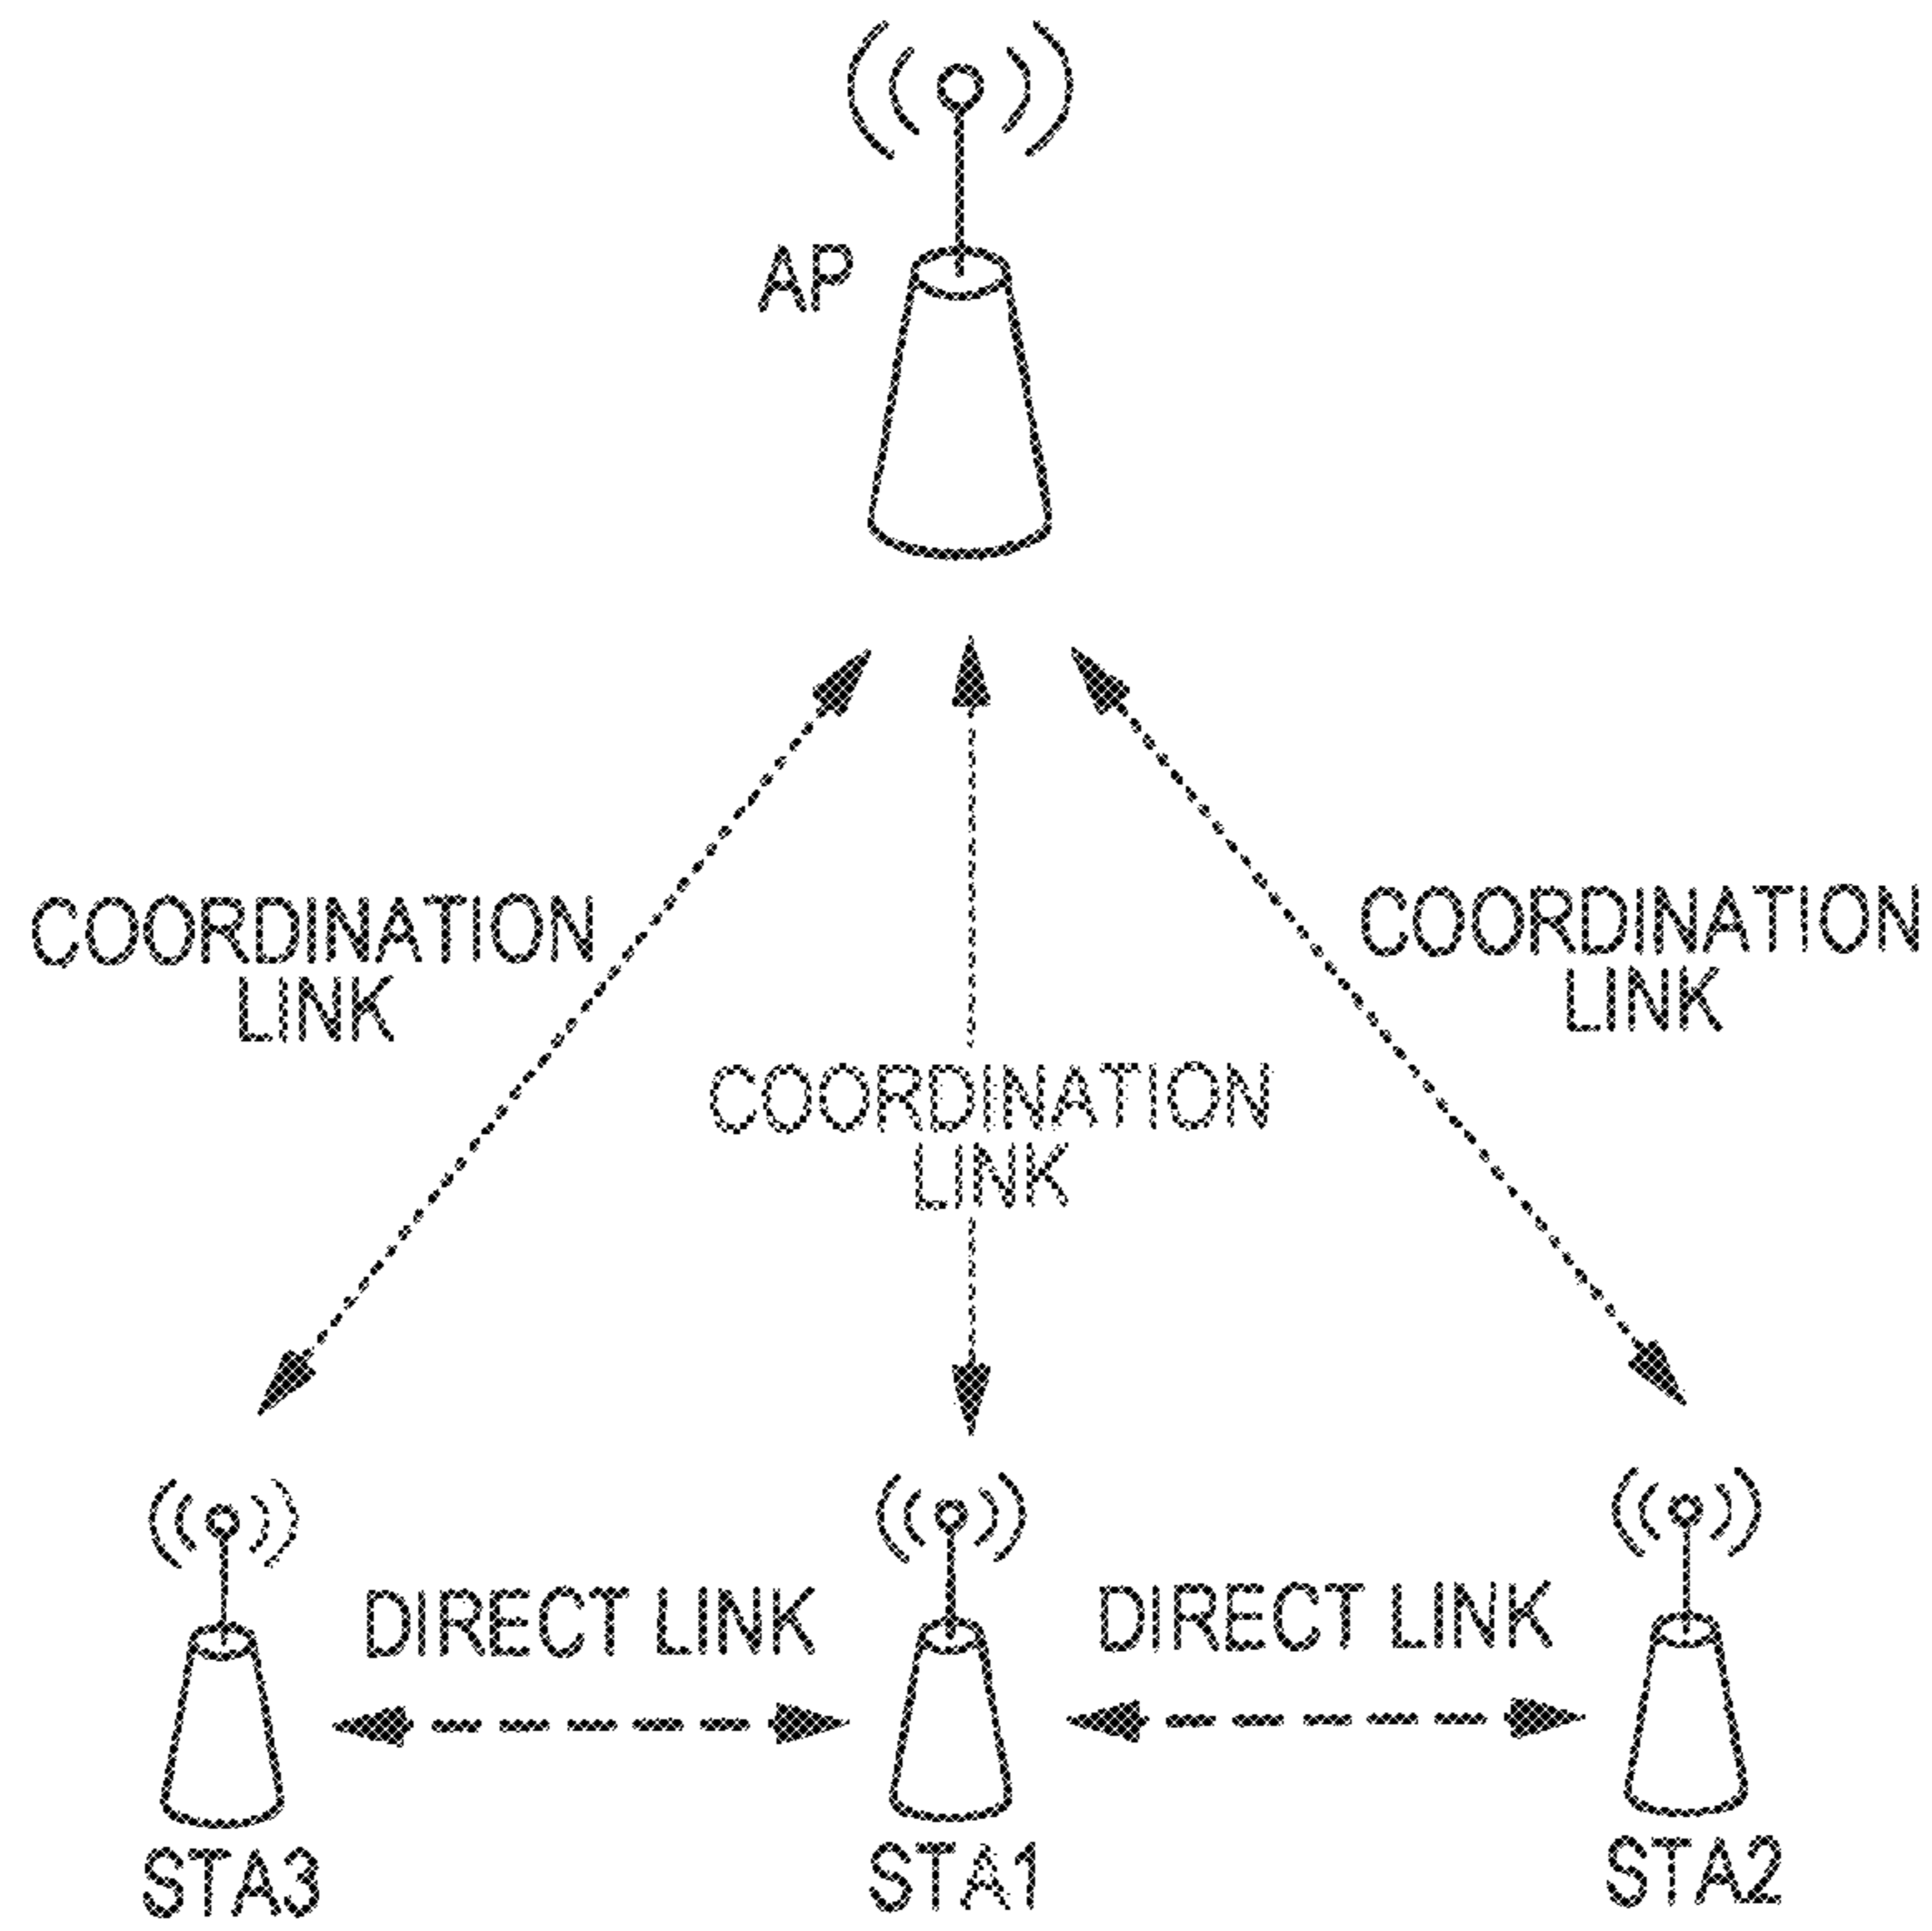 AP
COORDINATION
LINK
COORDINATION
LINK
COORDINATION
LINK
DIRECT LINK
DIRECT LINK
STA3
STA1
STA2